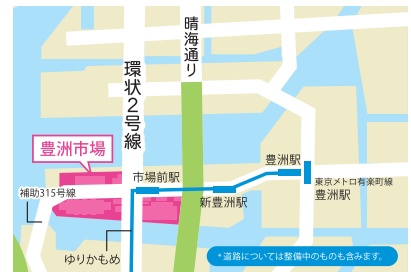 晴海通り
環状2号線
豊洲市場
市場前駅
豊洲駅
東京メトロ有楽町線
豊洲駅
補助315号線
新豊洲駅
ゆりかもめ
*道路については整備中のものも含みます。